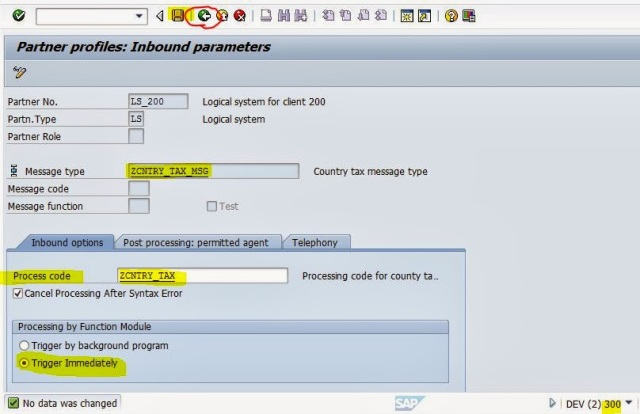 Partner profiles: Inbound parameters
Partner No. LS_200 Logical system for client 200
Partn.Type LS Logical system
Partner Role
Message type ZCNTRY_TAX_MSG Country tax message type
Message code
Message function Test
Inbound options Post processing: permitted agent Telephony
Process code ZCNTRY_TAX Processing code for county ta..
Cancel Processing After Syntax Error
Processing by Function Module
Trigger by background program
Trigger Immediately
No data was changed SAP DEV (2) 300